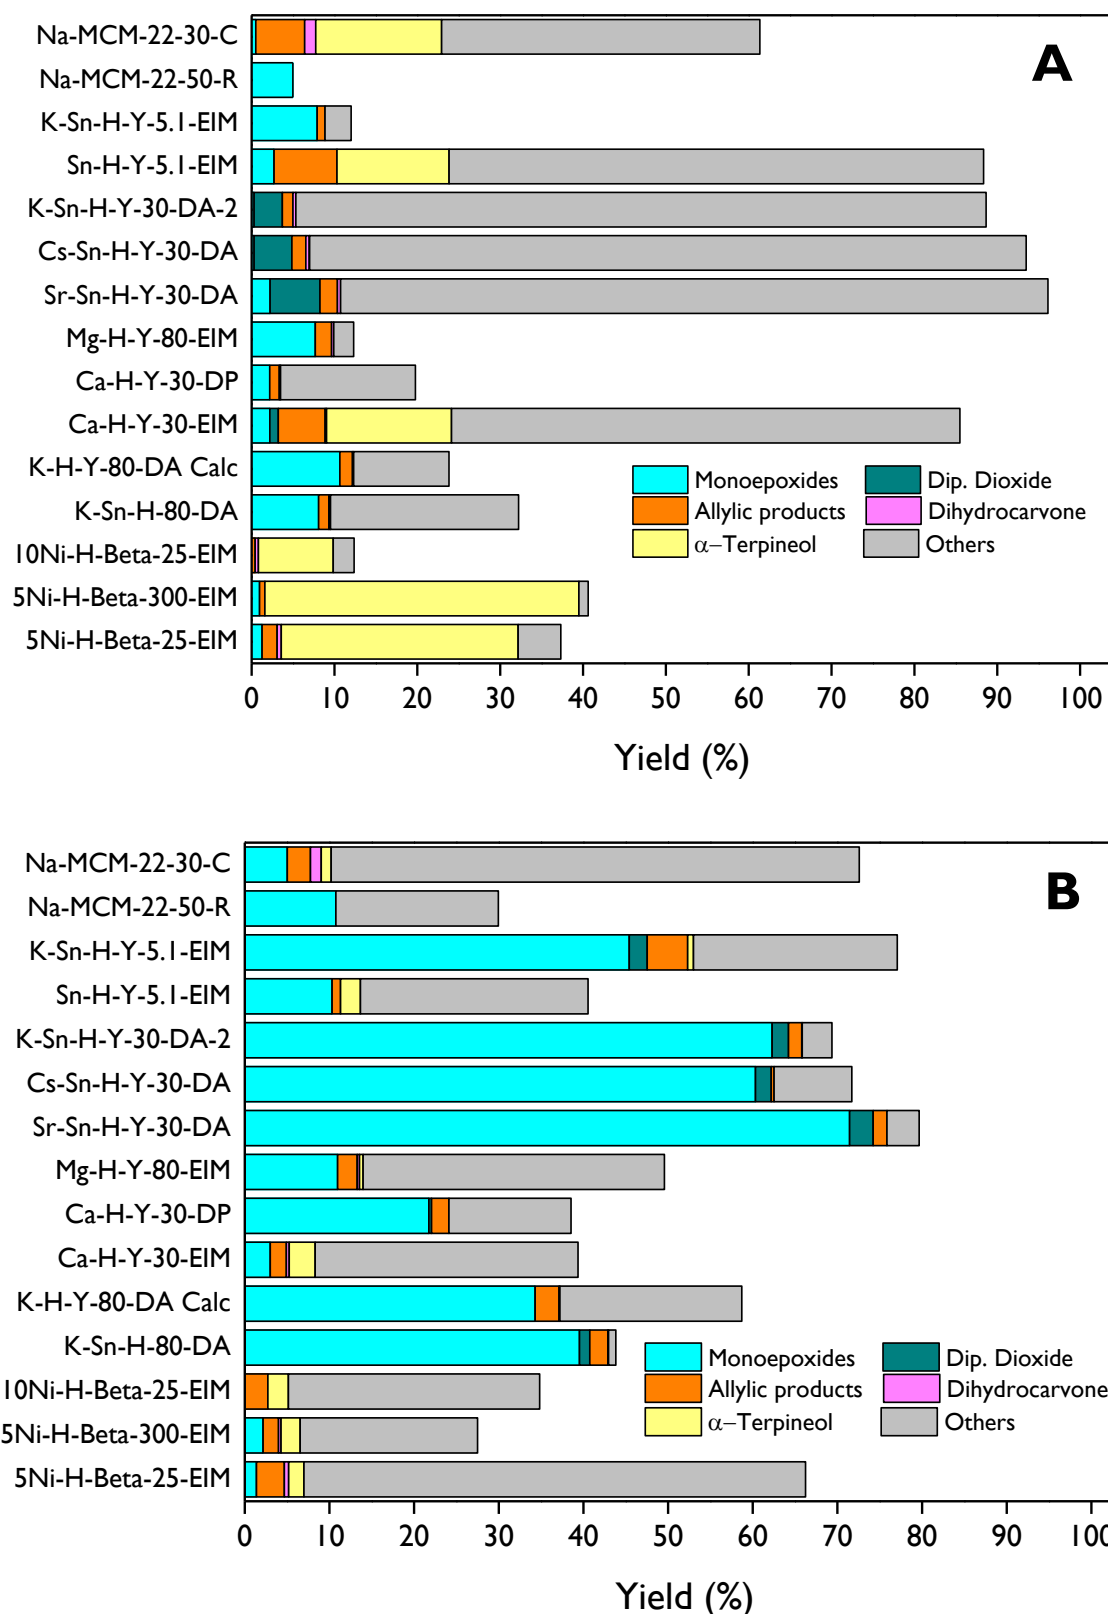 A
Na-MCM-22-30-C
Na-MCM-22-50-R
K-Sn-H-Y-5.1-EIM
Sn-H-Y-5.1-EIM
K-Sn-H-Y-30-DA-2
Cs-Sn-H-Y-30-DA
Sr-Sn-H-Y-30-DA
Mg-H-Y-80-EIM
Ca-H-Y-30-DP
Ca-H-Y-30-EIM
K-H-Y-80-DA Calc
K-Sn-H-80-DA
10Ni-H-Beta-25-EIM
5Ni-H-Beta-300-EIM
5Ni-H-Beta-25-EIM
Monoepoxides Dip. Dioxide
Allylic products Dihydrocarvone
α−Terpineol Others
0 10 20 30 40 50 60 70 80 90 100
Yield (%)
B
Na-MCM-22-30-C
Na-MCM-22-50-R
K-Sn-H-Y-5.1-EIM
Sn-H-Y-5.1-EIM
K-Sn-H-Y-30-DA-2
Cs-Sn-H-Y-30-DA
Sr-Sn-H-Y-30-DA
Mg-H-Y-80-EIM
Ca-H-Y-30-DP
Ca-H-Y-30-EIM
K-H-Y-80-DA Calc
K-Sn-H-80-DA
10Ni-H-Beta-25-EIM
5Ni-H-Beta-300-EIM
5Ni-H-Beta-25-EIM
Monoepoxides Dip. Dioxide
Allylic products Dihydrocarvone
α−Terpineol Others
0 10 20 30 40 50 60 70 80 90 100
Yield (%)